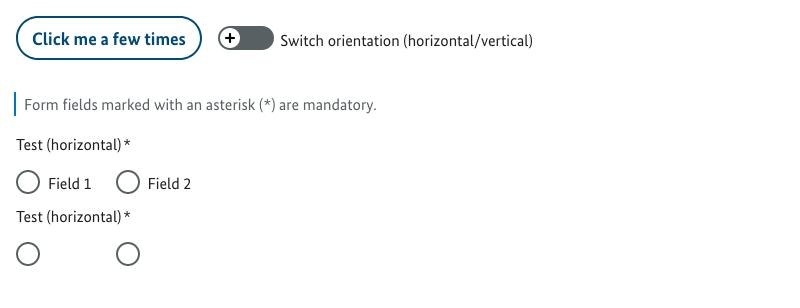 Click me a few times
Switch orientation (horizontal/vertical)
Form fields marked with an asterisk (*) are mandatory.
Test (horizontal)*
Field 1 Field 2
Test (horizontal)*